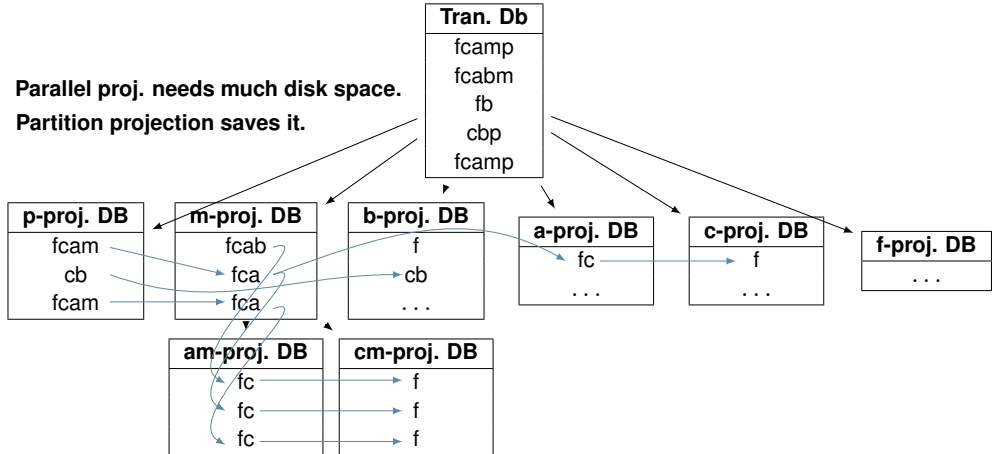 Tran. Db
fcamp
fcabm
fb
cbp
fcamp
Parallel proj. needs much disk space.
Partition projection saves it.
p-proj. DB
fcam
cb
fcam
m-proj. DB
fcab
fca
fca
b-proj. DB
f
cb
. . .
a-proj. DB
fc
. . .
c-proj. DB
f
. . .
f-proj. DB
. . .
am-proj. DB
fc
fc
fc
cm-proj. DB
f
f
f